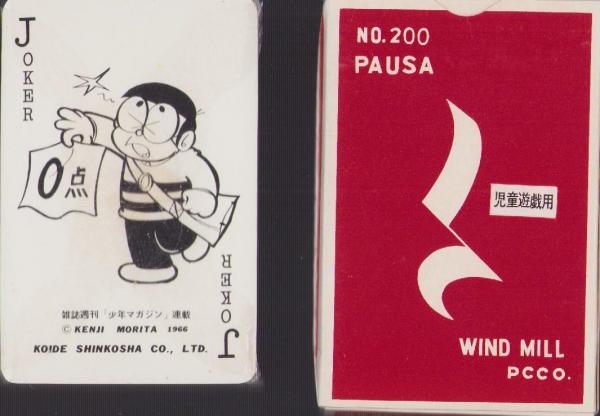 JOKER
0点
雑誌週刊「少年マガジン」連載
© KENJI MORITA 1966
KOIDE SHINKOSHA CO., LTD.
JOKER
NO.200
PAUSA
児童遊戯用
WIND MILL
PCCO.